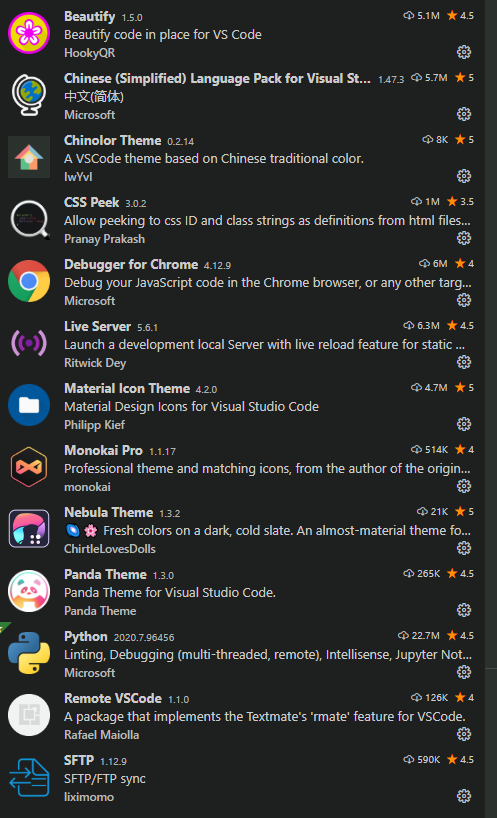 Beautify 1.5.0 5.1M 4.5
Beautify code in place for VS Code
HookyQR
Chinese (Simplified) Language Pack for Visual St... 1.47.3 5.7M 5
中文(简体)
Microsoft
Chinolor Theme 0.2.14 8K 5
A VSCode theme based on Chinese traditional color.
lwYvl
CSS Peek 3.0.2 1M 3.5
Allow peeking to css ID and class strings as definitions from html files...
Pranay Prakash
Debugger for Chrome 4.12.9 6M 4
Debug your JavaScript code in the Chrome browser, or any other targ...
Microsoft
Live Server 5.6.1 6.3M 4.5
Launch a development local Server with live reload feature for static ...
Ritwick Dey
Material Icon Theme 4.2.0 4.7M 5
Material Design Icons for Visual Studio Code
Philipp Kief
Monokai Pro 1.1.17 514K 4
Professional theme and matching icons, from the author of the origin...
monokai
Nebula Theme 1.3.2 21K 5
Fresh colors on a dark, cold slate. An almost-material theme fo...
ChirtleLovesDolls
Panda Theme 1.3.0 265K 4.5
Panda Theme for Visual Studio Code.
Panda Theme
Python 2020.7.96456 22.7M 4.5
Linting, Debugging (multi-threaded, remote), Intellisense, Jupyter Not...
Microsoft
Remote VSCode 1.1.0 126K 4
A package that implements the Textmate's 'rmate' feature for VSCode.
Rafael Maiolla
SFTP 1.12.9 590K 4.5
SFTP/FTP sync
liximomo